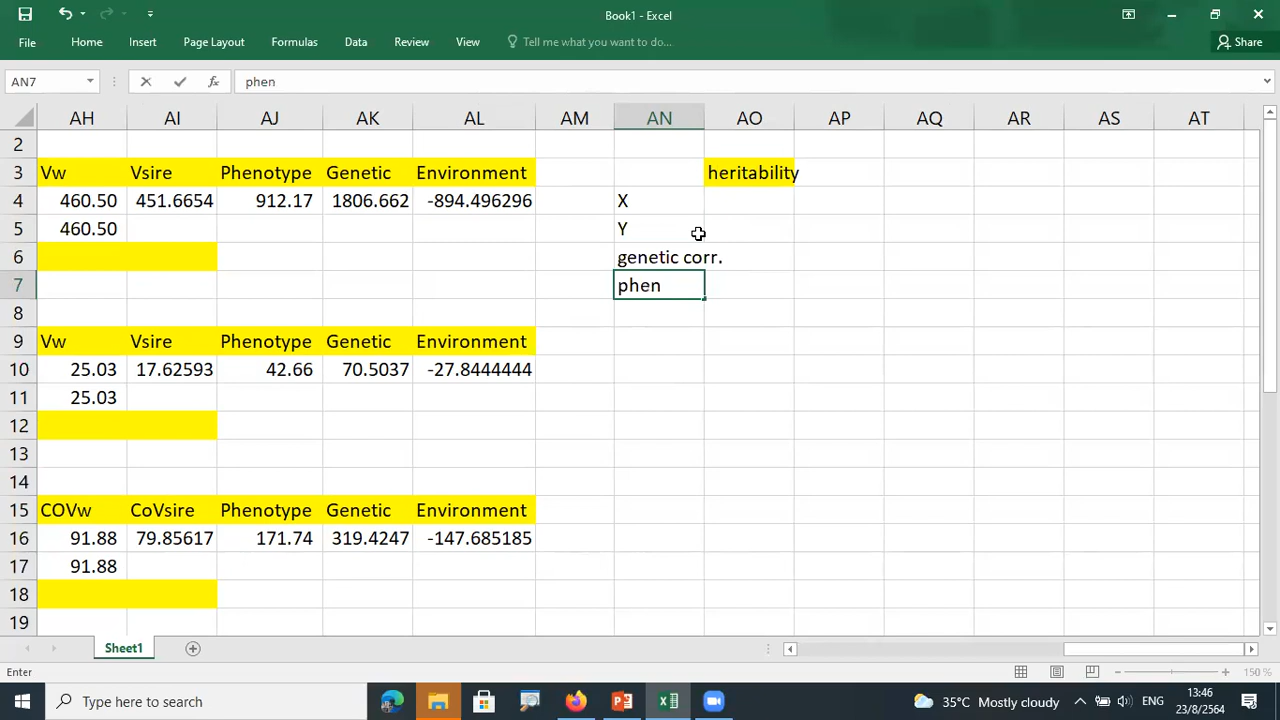 Book1 - Excel
File Home Insert Page Layout Formulas Data Review View Tell me what you want to do... Share
AN7 fx phen
AH AI AJ AK AL AM AN AO AP AQ AR AS AT
2
3 Vw Vsire Phenotype Genetic Environment heritability
4 460.50 451.6654 912.17 1806.662 -894.496296 X
5 460.50 Y
6 genetic corr.
7 phen
8
9 Vw Vsire Phenotype Genetic Environment
10 25.03 17.62593 42.66 70.5037 -27.8444444
11 25.03
12
13
14
15 COVw CoVsire Phenotype Genetic Environment
16 91.88 79.85617 171.74 319.4247 -147.685185
17 91.88
18
19
Sheet1
Enter 150 %
Type here to search 35°C Mostly cloudy ENG 13:46
23/8/2564